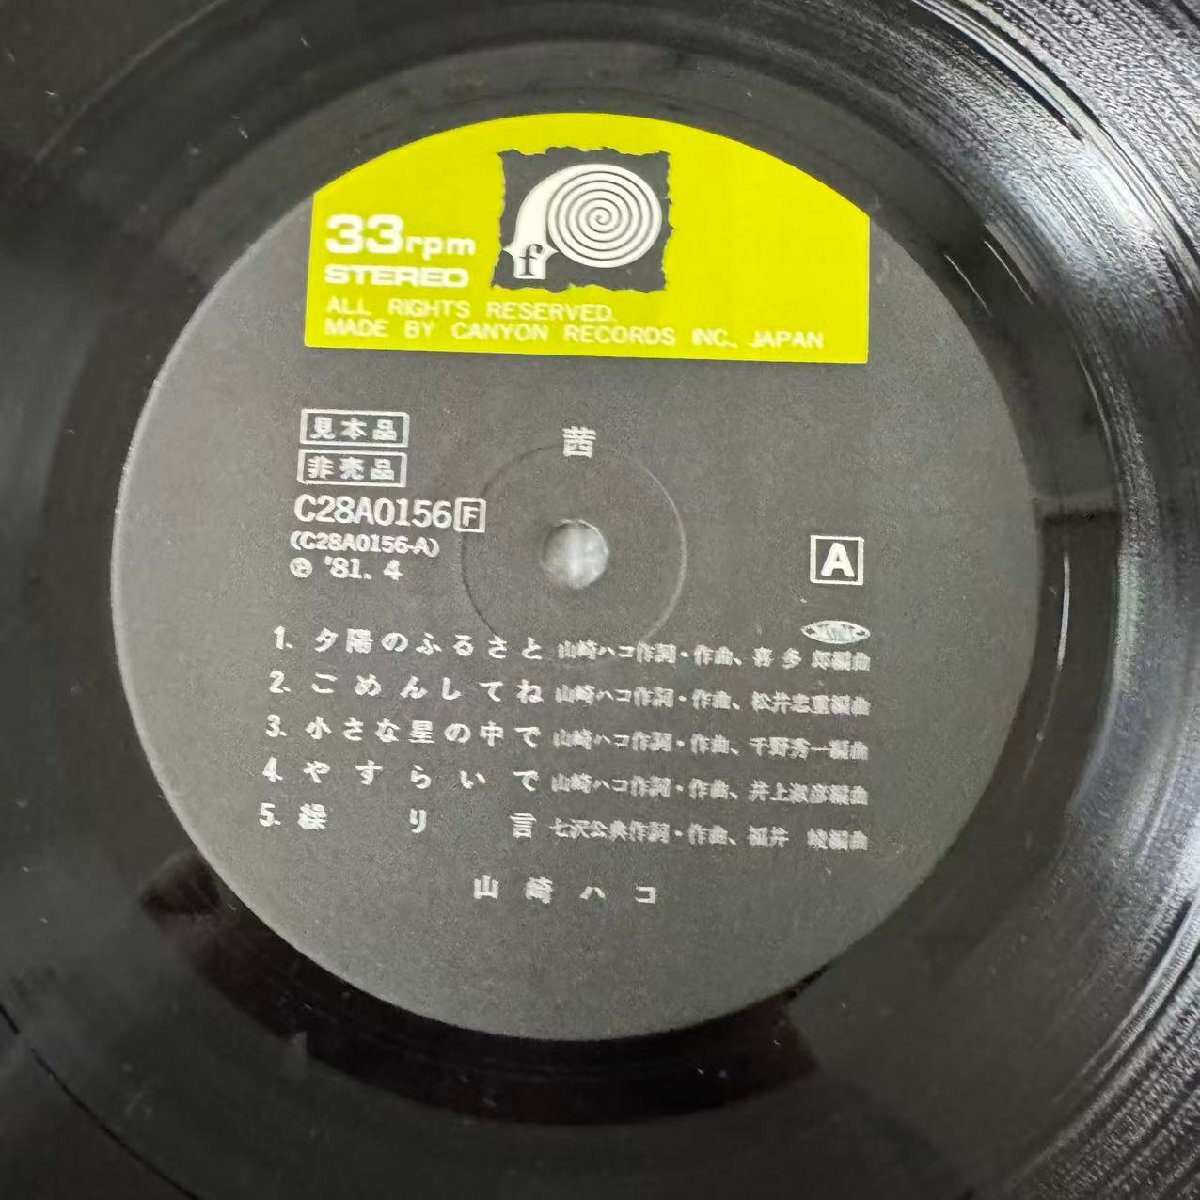 f
33rpm
STEREO
ALL RIGHTS RESERVED.
MADE BY CANYON RECORDS INC. JAPAN
見本品
非売品
茜
C28A0156 F
(C28A0156-A)
Ⓟ '81. 4
A
1. 夕陽のふるさと 山崎ハコ作詞・作曲、喜多郎編曲
2. ごめんしてね 山崎ハコ作詞・作曲、松井忠重編曲
3. 小さな星の中で 山崎ハコ作詞・作曲、千野秀一編曲
4. やすらいで 山崎ハコ作詞・作曲、井上淑彦編曲
5. 繰り言 七沢公典作詞・作曲、福井 崚編曲
山崎ハコ